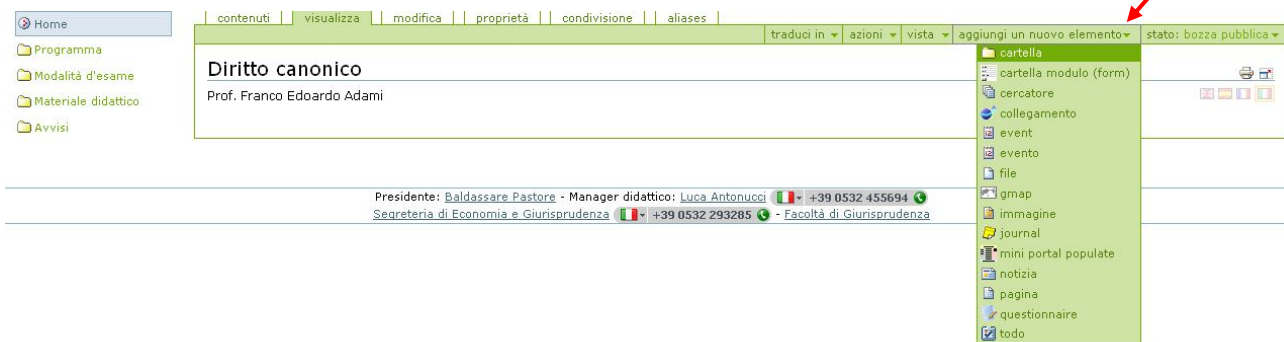 Home
Programma
Modalità d'esame
Materiale didattico
Avvisi
contenuti visualizza modifica proprietà condivisione aliases
traduci in azioni vista aggiungi un nuovo elemento stato: bozza pubblica
Diritto canonico
Prof. Franco Edoardo Adami
cartella
cartella modulo (form)
cercatore
collegamento
event
evento
file
gmap
immagine
journal
mini portal populate
notizia
pagina
questionnaire
todo
Presidente: Baldassare Pastore - Manager didattico: Luca Antonucci +39 0532 455694
Segreteria di Economia e Giurisprudenza +39 0532 293285 - Facoltà di Giurisprudenza